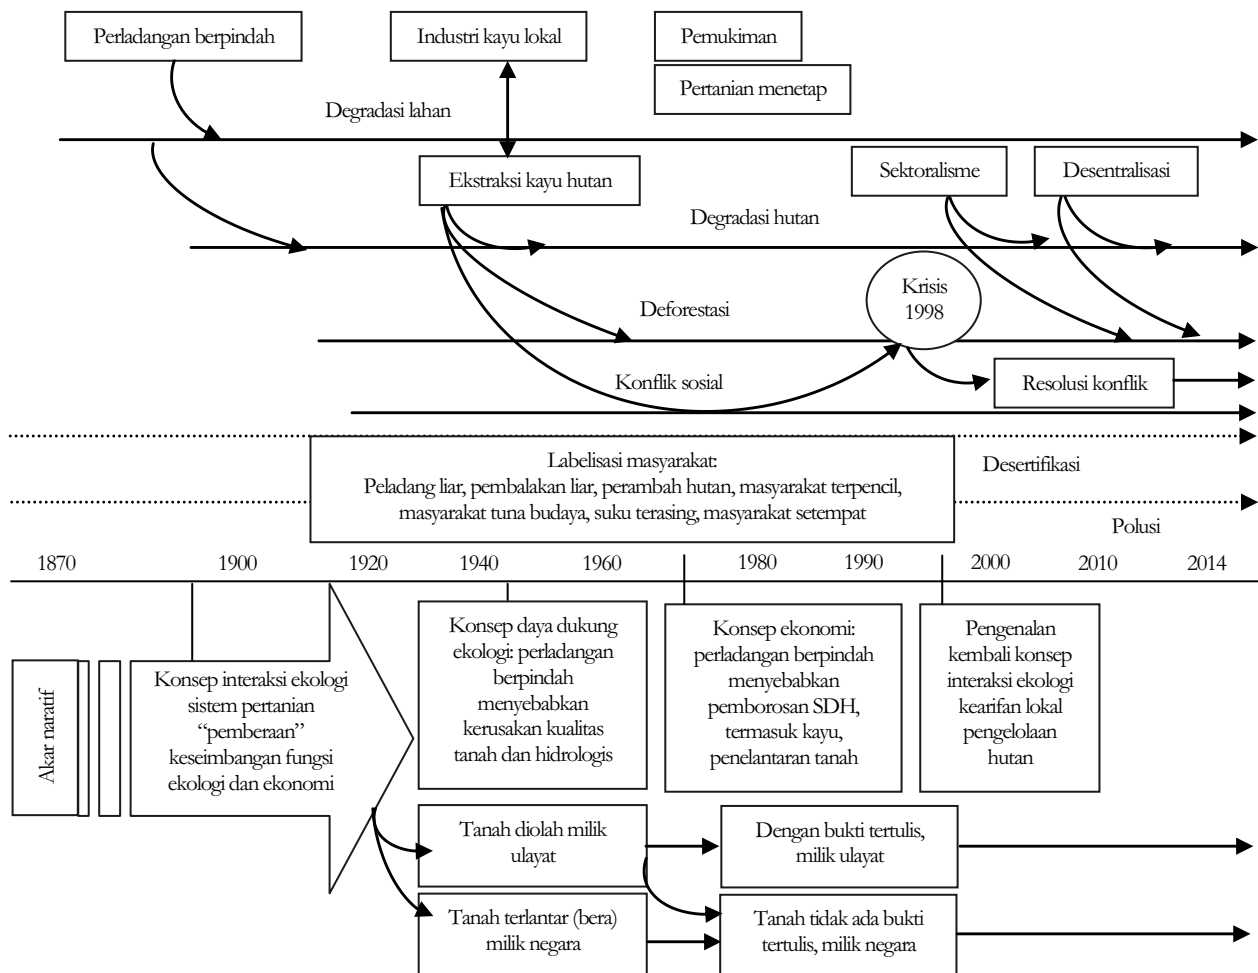 Perladangan berpindah
Industri kayu lokal
Pemukiman
Pertanian menetap
Degradasi lahan
Ekstraksi kayu hutan
Sektoralisme
Desentralisasi
Degradasi hutan
Krisis
1998
Deforestasi
Konflik sosial
Resolusi konflik
Labelisasi masyarakat:
Peladang liar, pembalakan liar, perambah hutan, masyarakat terpencil,
masyarakat tuna budaya, suku terasing, masyarakat setempat
Desertifikasi
Polusi
1870 1900 1920 1940 1960 1980 1990 2000 2010 2014
Akar naratif
Konsep interaksi ekologi
sistem pertanian
“pemberaan”
keseimbangan fungsi
ekologi dan ekonomi
Konsep daya dukung
ekologi: perladangan
berpindah
menyebabkan
kerusakan kualitas
tanah dan hidrologis
Konsep ekonomi:
perladangan berpindah
menyebabkan
pemborosan SDH,
termasuk kayu,
penelantaran tanah
Pengenalan
kembali konsep
interaksi ekologi
kearifan lokal
pengelolaan
hutan
Tanah diolah milik
ulayat
Dengan bukti tertulis,
milik ulayat
Tanah terlantar (bera)
milik negara
Tanah tidak ada bukti
tertulis, milik negara